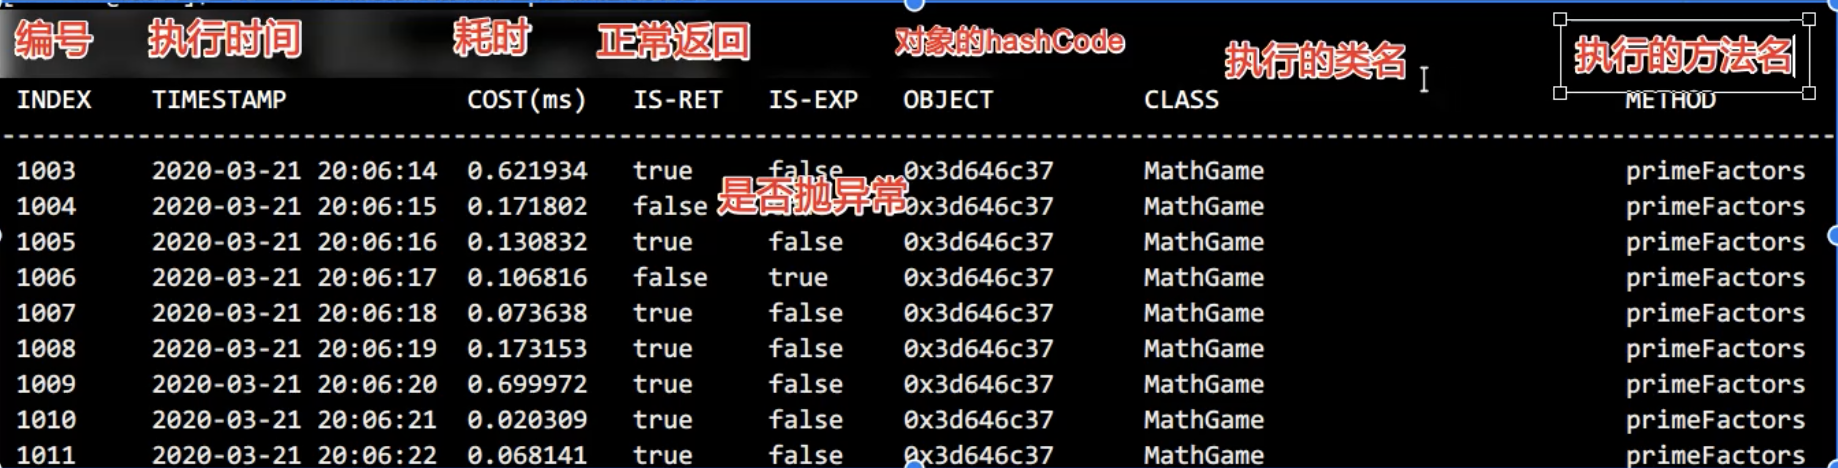 编号 执行时间 耗时 正常返回 对象的hashCode 执行的类名 执行的方法名
INDEX TIMESTAMP COST(ms) IS-RET IS-EXP OBJECT CLASS METHOD
1003 2020-03-21 20:06:14 0.621934 true false 0x3d646c37 MathGame primeFactors
是否抛异常
1004 2020-03-21 20:06:15 0.171802 false 0x3d646c37 MathGame primeFactors
1005 2020-03-21 20:06:16 0.130832 true false 0x3d646c37 MathGame primeFactors
1006 2020-03-21 20:06:17 0.106816 false true 0x3d646c37 MathGame primeFactors
1007 2020-03-21 20:06:18 0.073638 true false 0x3d646c37 MathGame primeFactors
1008 2020-03-21 20:06:19 0.173153 true false 0x3d646c37 MathGame primeFactors
1009 2020-03-21 20:06:20 0.699972 true false 0x3d646c37 MathGame primeFactors
1010 2020-03-21 20:06:21 0.020309 true false 0x3d646c37 MathGame primeFactors
1011 2020-03-21 20:06:22 0.068141 true false 0x3d646c37 MathGame primeFactors